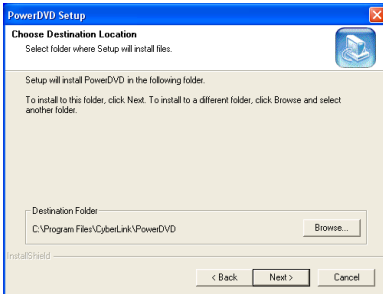 PowerDVD Setup
Choose Destination Location
Select folder where Setup will install files.
Setup will install PowerDVD in the following folder.
To install to this folder, click Next. To install to a different folder, click Browse and select
another folder.
Destination Folder
C:\Program Files\CyberLink\PowerDVD
Browse...
InstallShield
< Back
Next >
Cancel